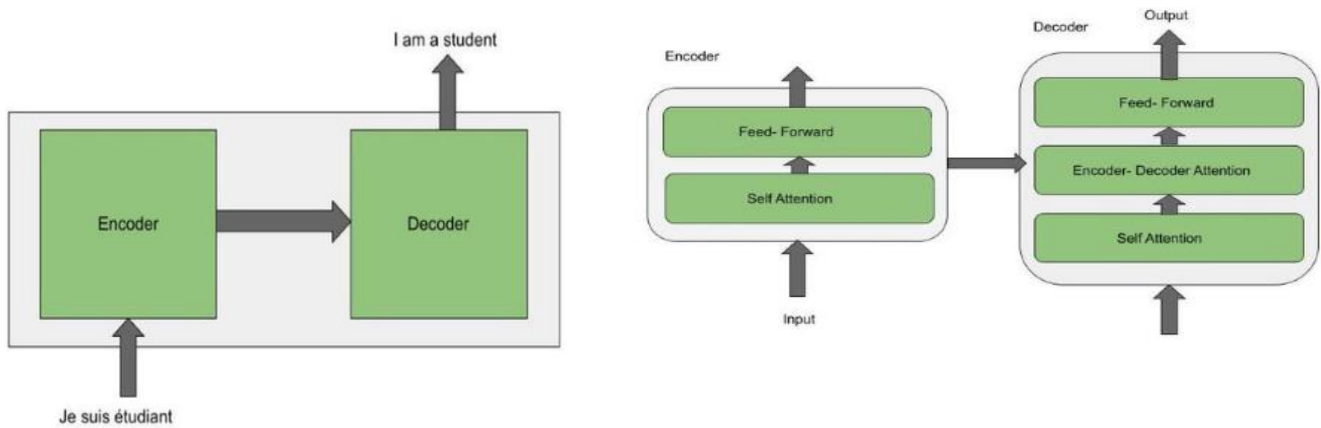 I am a student
Encoder
Decoder
Je suis étudiant
Encoder
Feed- Forward
Self Attention
Input
Output
Decoder
Feed- Forward
Encoder- Decoder Attention
Self Attention